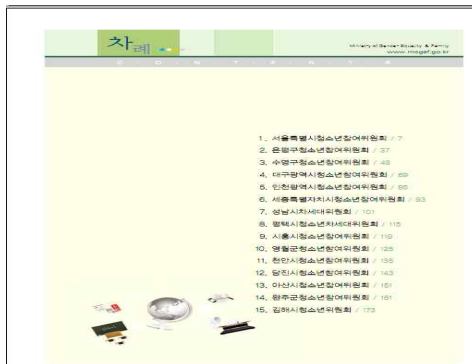 차례
Ministry of Gender Equality & Family
www.mogef.go.kr
C O N T E N T S
1. 서울특별시청소년참여위원회 / 7
2. 은평구청소년참여위원회 / 37
3. 수영구청소년참여위원회 / 49
4. 대구광역시청소년참여위원회 / 69
5. 인천광역시청소년참여위원회 / 85
6. 세종특별자치시청소년참여위원회 / 93
7. 성남시차세대위원회 / 101
8. 평택시청소년차세대위원회 / 115
9. 시흥시청소년참여위원회 / 119
10. 영월군청소년참여위원회 / 125
11. 천안시청소년참여위원회 / 135
12. 당진시청소년참여위원회 / 143
13. 아산시청소년참여위원회 / 151
14. 완주군청소년참여위원회 / 161
15. 김해시청소년위원회 / 173